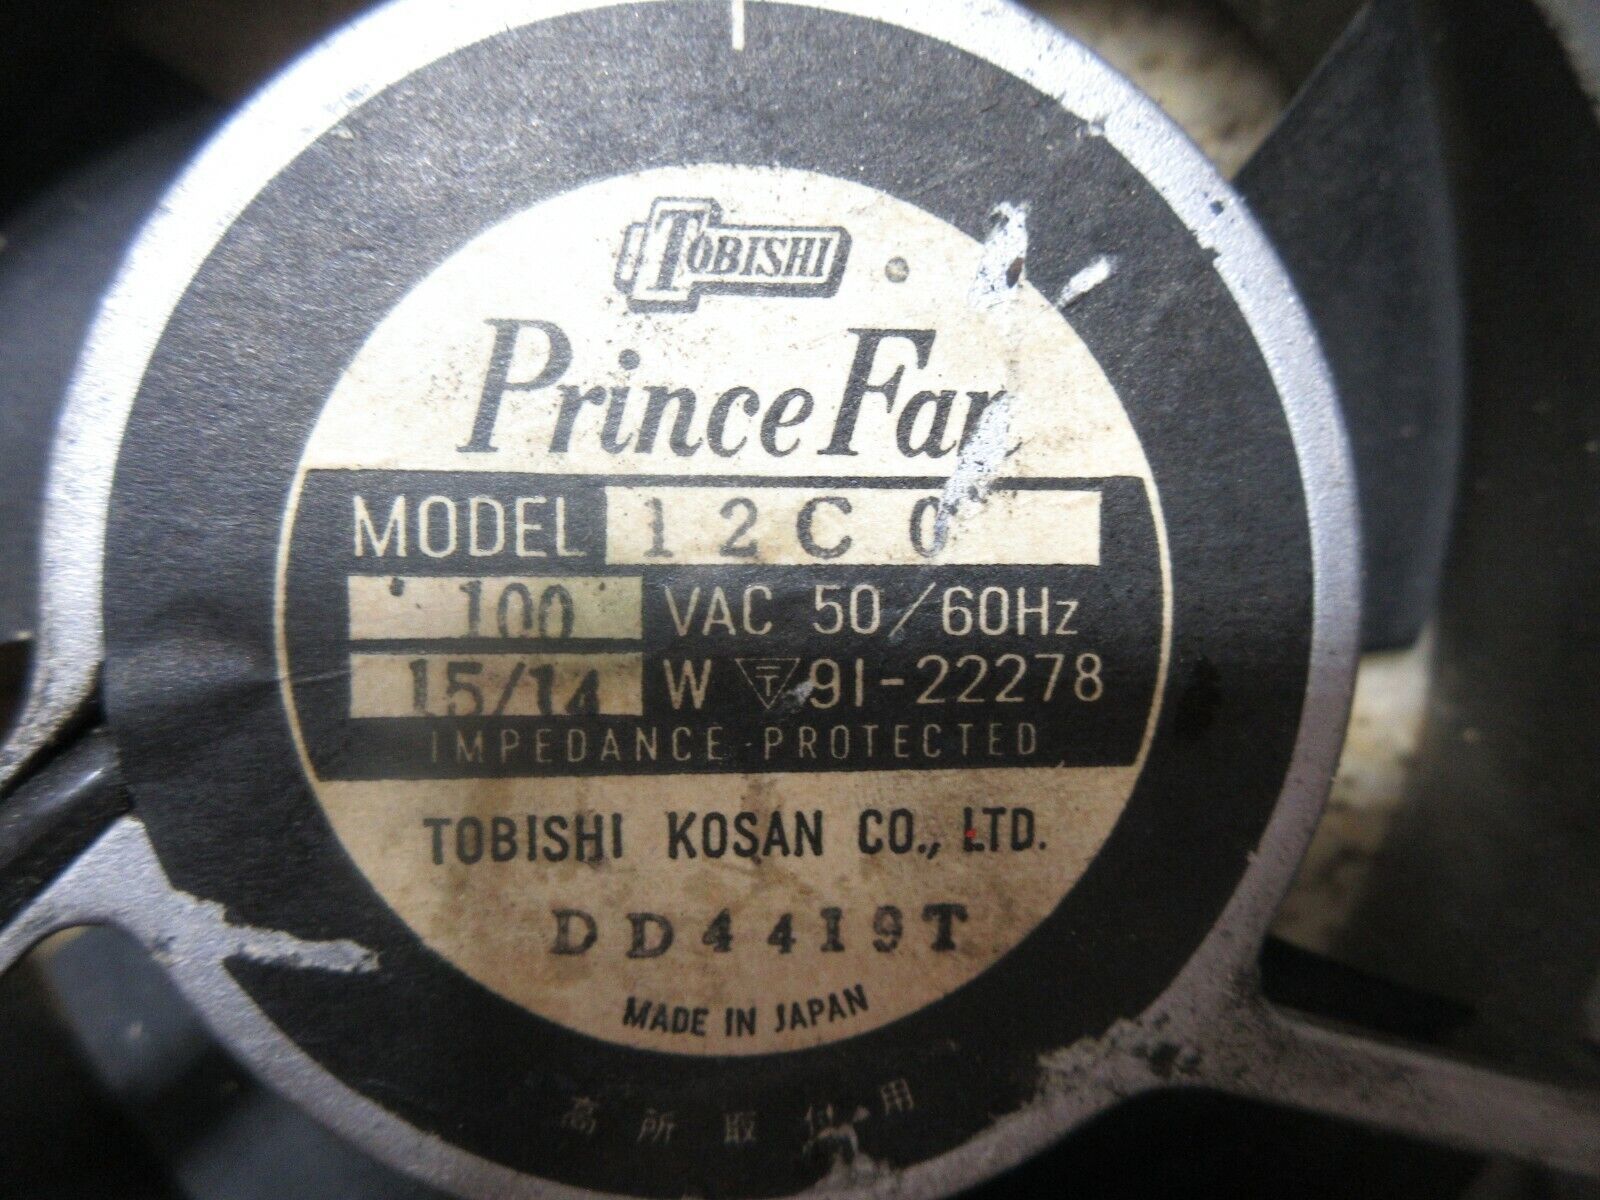 TOBISHI
Prince Fan
MODEL 12C0
100 VAC 50/60Hz
15/14 W 91-22278
IMPEDANCE PROTECTED
TOBISHI KOSAN CO., LTD.
DD4419T
MADE IN JAPAN
高所取付用